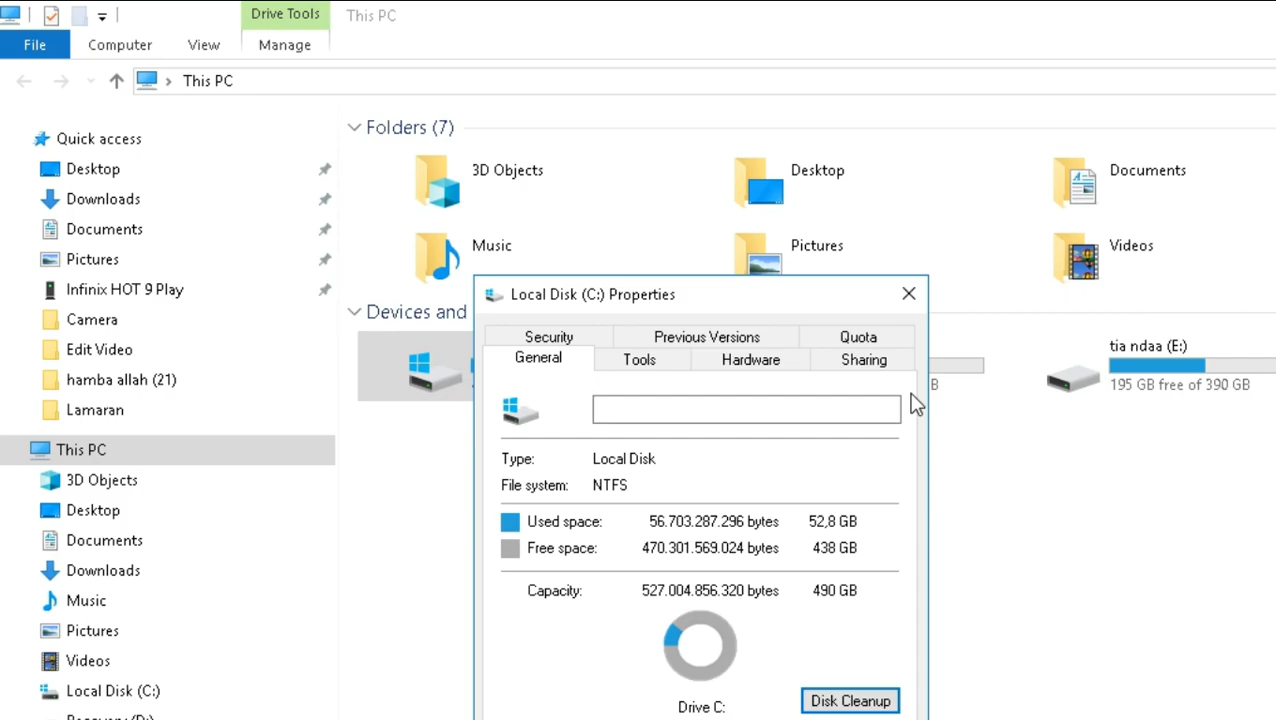 Drive Tools
This PC
File
Computer
View
Manage
This PC
Quick access
Desktop
Downloads
Documents
Pictures
Infinix HOT 9 Play
Camera
Edit Video
hamba allah (21)
Lamaran
This PC
3D Objects
Desktop
Documents
Downloads
Music
Pictures
Videos
Local Disk (C:)
Recovery (D:)
Folders (7)
3D Objects
Desktop
Documents
Music
Pictures
Videos
Devices and
B
tia ndaa (E:)
195 GB free of 390 GB
Local Disk (C:) Properties
Security
Previous Versions
Quota
General
Tools
Hardware
Sharing
Type: Local Disk
File system: NTFS
Used space: 56.703.287.296 bytes 52,8 GB
Free space: 470.301.569.024 bytes 438 GB
Capacity: 527.004.856.320 bytes 490 GB
Drive C:
Disk Cleanup